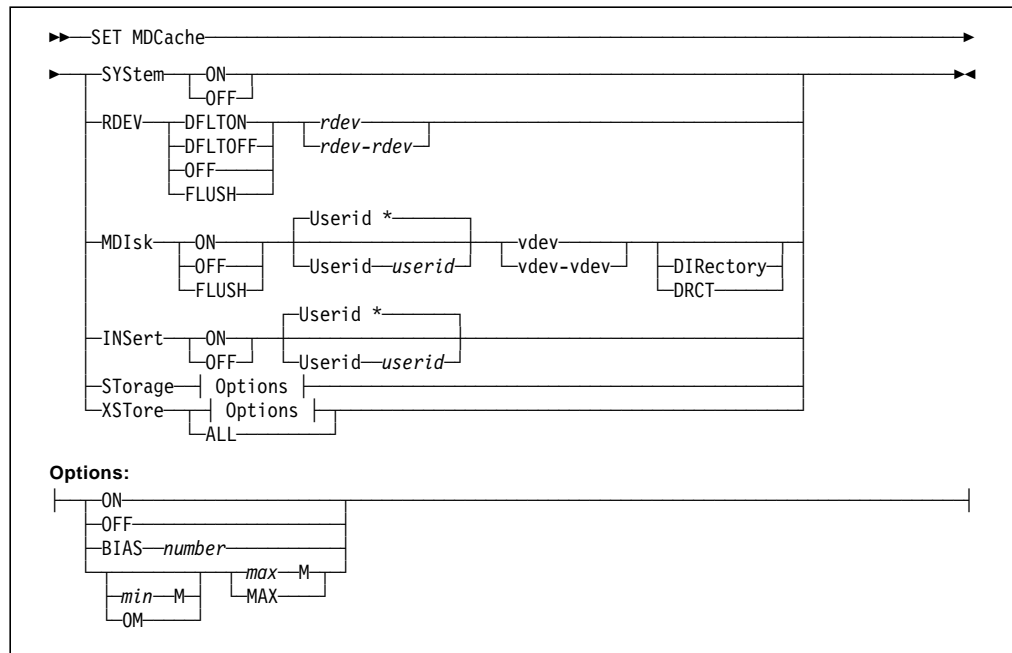 SET MDCache
SYStem ON
OFF
RDEV DFLTON rdev
DFLTOFF rdev-rdev
OFF
FLUSH
Userid *
MDIsk ON vdev
OFF Userid userid vdev-vdev DIRectory
FLUSH DRCT
Userid *
INSert ON
OFF Userid userid
STorage Options
XSTore Options
ALL
Options:
ON
OFF
BIAS number
max M
min M MAX
OM